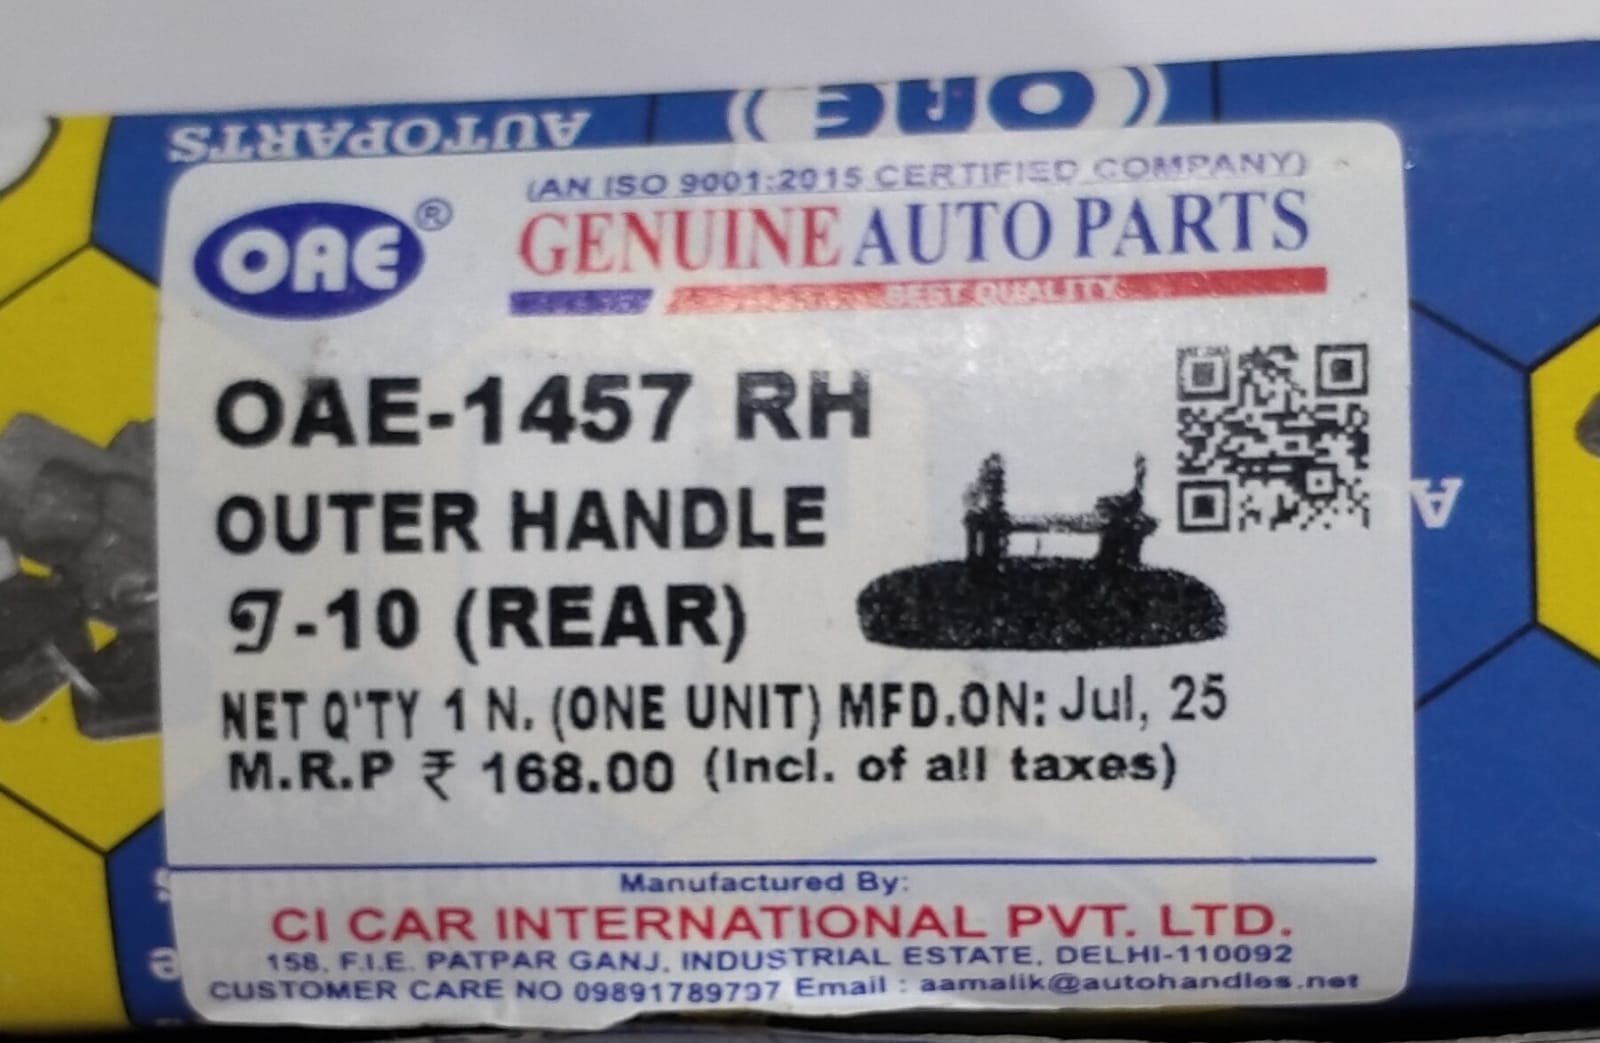 AUTOPARTS
OAE
(AN ISO 9001:2015 CERTIFIED COMPANY)
OAE®
GENUINE AUTO PARTS
BEST QUALITY
OAE-1457 RH
OUTER HANDLE
-10 (REAR)
NET Q'TY 1 N. (ONE UNIT) MFD.ON: Jul, 25
M.R.P ₹ 168.00 (Incl. of all taxes)
Manufactured By:
CI CAR INTERNATIONAL PVT. LTD.
158, F.I.E. PATPAR GANJ, INDUSTRIAL ESTATE, DELHI-110092
CUSTOMER CARE NO 09891789797 Email : aamalik@autohandles.net